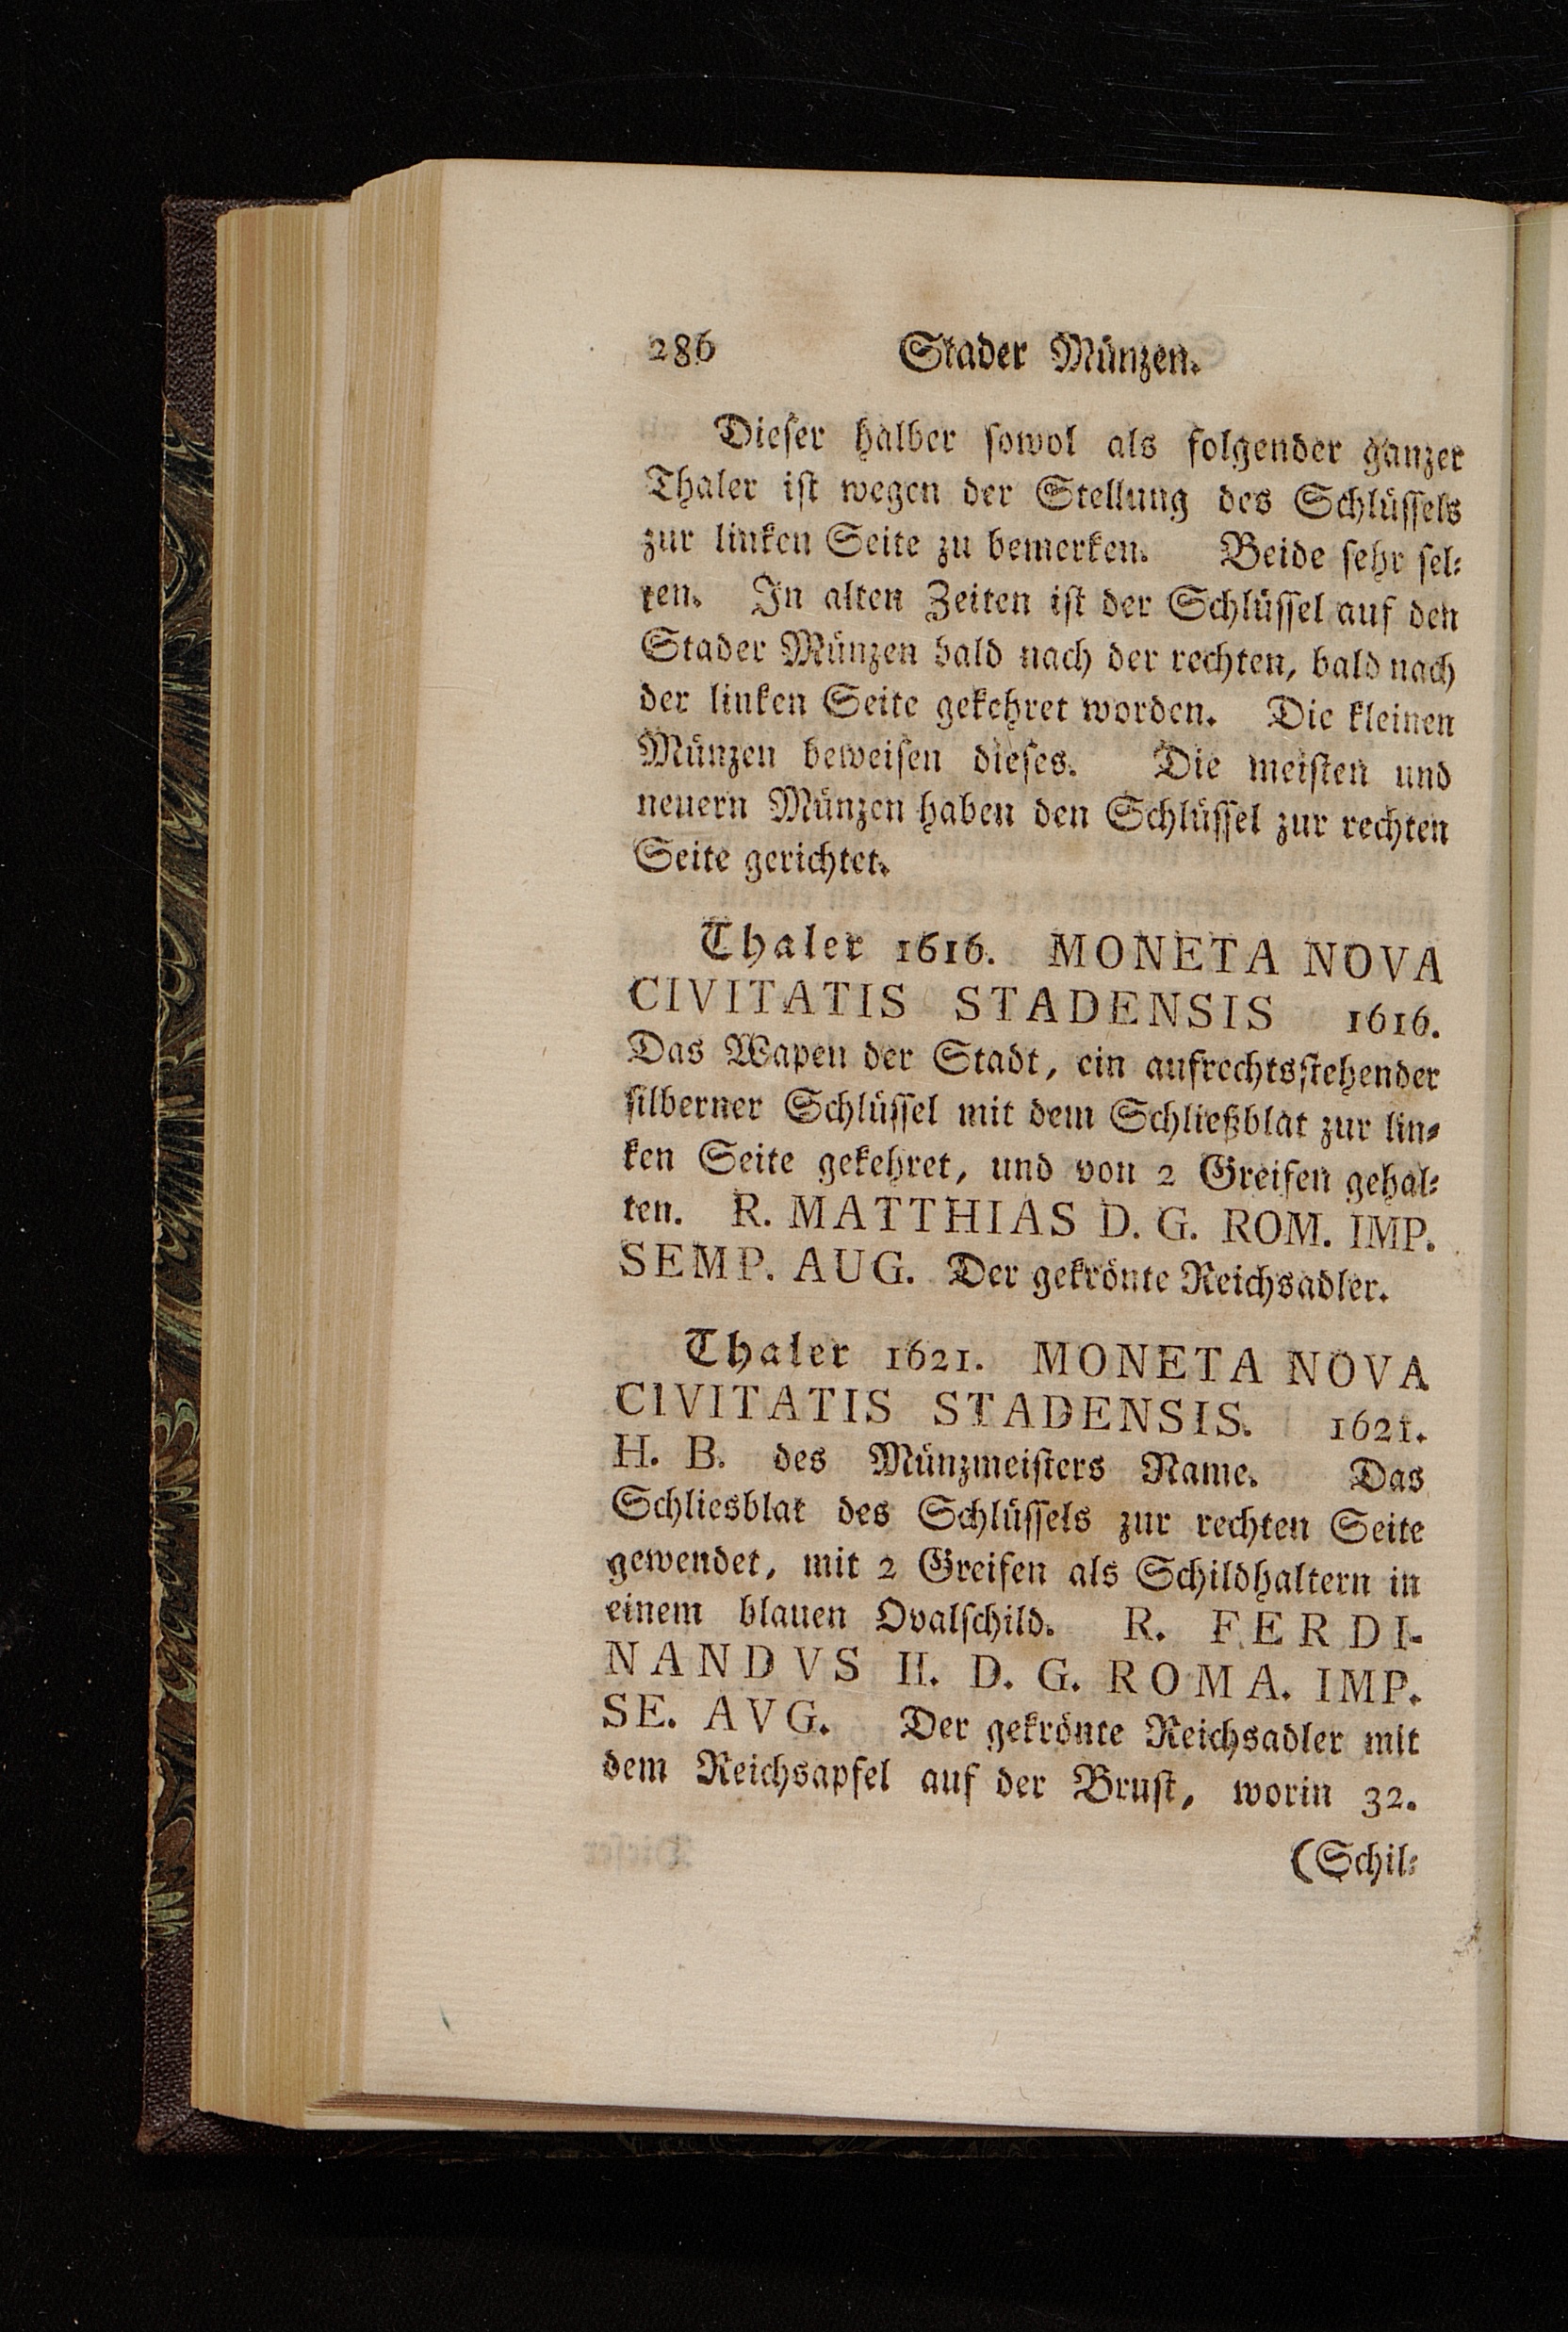 286 Stader Münzen.
Dieser halber sowol als folgender ganzer
Thaler ist wegen der Stellung des Schlüssels
zur linken Seite zu bemerken. Beide sehr sel-
ten. In alten Zeiten ist der Schlüssel auf den
Stader Münzen bald nach der rechten, bald nach
der linken Seite gekehret worden. Die kleinen
Münzen beweisen dieses. Die meisten und
neuern Münzen haben den Schlüssel zur rechten
Seite gerichtet.
Thaler 1616. MONETA NOVA
CIVITATIS STADENSIS 1616.
Das Wapen der Stadt, ein aufrechtsstehender
silberner Schlüssel mit dem Schließblat zur lin-
ken Seite gekehret, und von 2 Greifen gehal-
ten. R. MATTHIAS D. G. ROM. IMP.
SEMP. AUG. Der gekrönte Reichsadler.
Thaler 1621. MONETA NOVA
CIVITATIS STADENSIS. 1621.
H. B. des Münzmeisters Name. Das
Schliesblat des Schlüssels zur rechten Seite
gewendet, mit 2 Greifen als Schildhaltern in
einem blauen Ovalschild. R. FERDI-
NANDVS II. D. G. ROMA. IMP.
SE. AVG. Der gekrönte Reichsadler mit
dem Reichsapfel auf der Brust, worin 32.
(Schil-